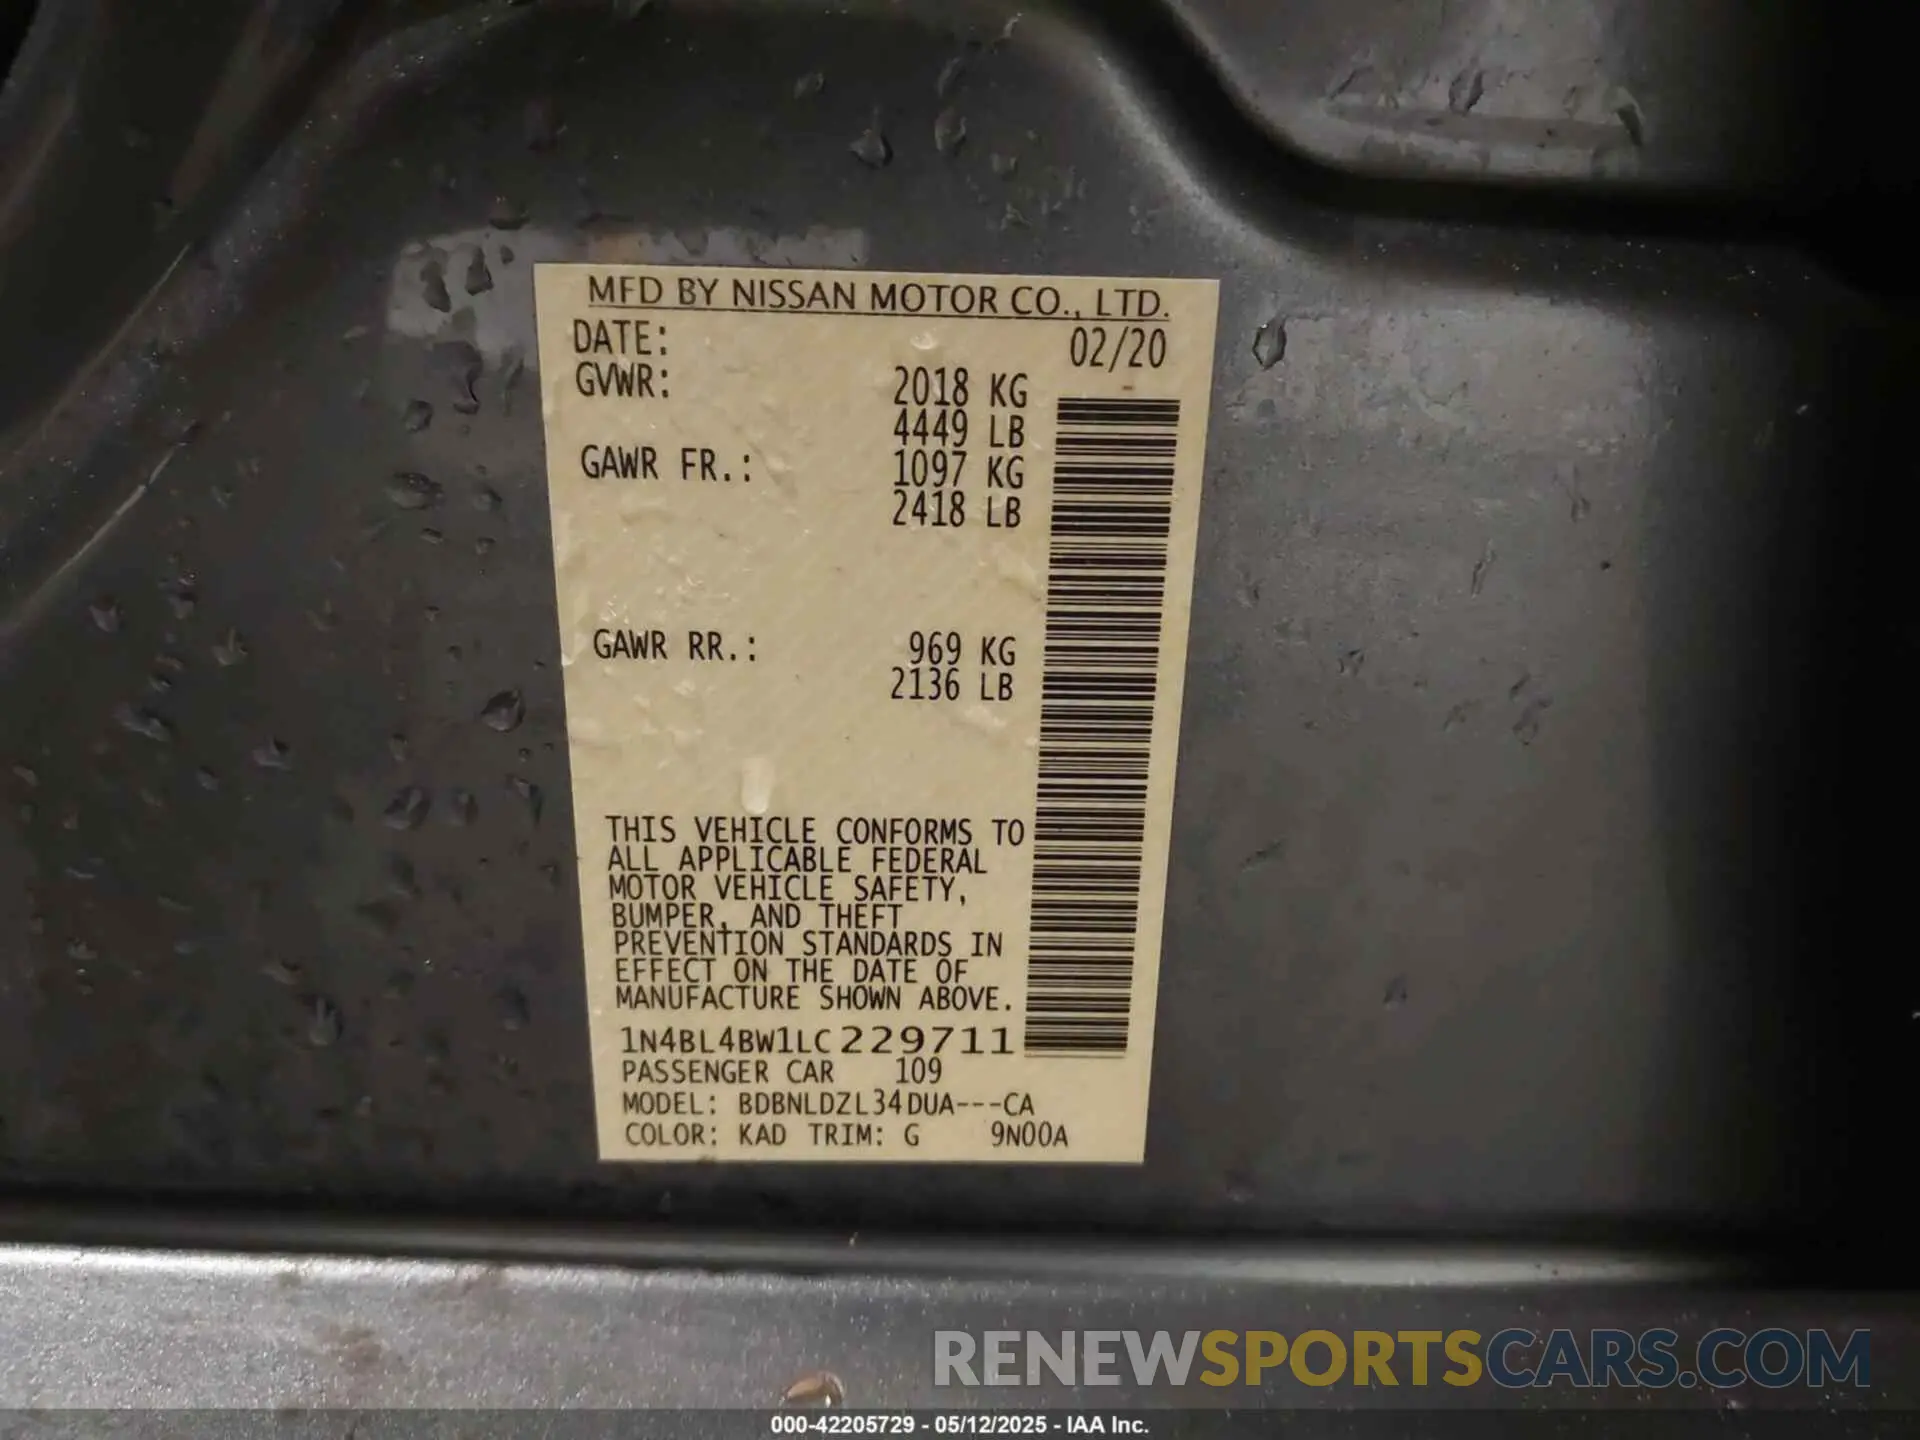 MFD BY NISSAN MOTOR CO., LTD.
DATE: 02/20
GVWR: 2018 KG
4449 LB
GAWR FR.: 1097 KG
2418 LB
GAWR RR.: 969 KG
2136 LB
THIS VEHICLE CONFORMS TO
ALL APPLICABLE FEDERAL
MOTOR VEHICLE SAFETY,
BUMPER, AND THEFT
PREVENTION STANDARDS IN
EFFECT ON THE DATE OF
MANUFACTURE SHOWN ABOVE.
1N4BL4BW1LC229711
PASSENGER CAR 109
MODEL: BDBNLDZL34DUA---CA
COLOR: KAD TRIM: G 9N00A
RENEWSPORTSCARS.COM
000-42205729 - 05/12/2025 - IAA Inc.